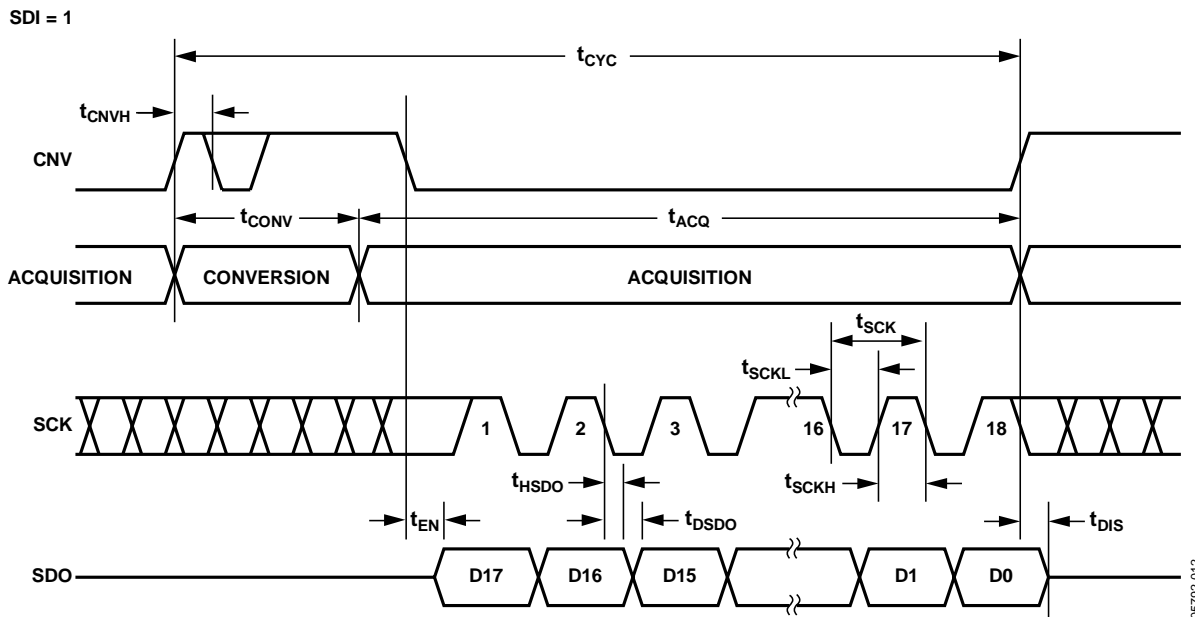 SDI = 1
tCYC
tCNVH
CNV
tCONV
tACQ
ACQUISITION
CONVERSION
ACQUISITION
tSCK
tSCKL
SCK
1 2 3 16 17 18
tHSDO
tSCKH
tEN
tDSDO
tDIS
SDO
D17 D16 D15 D1 D0